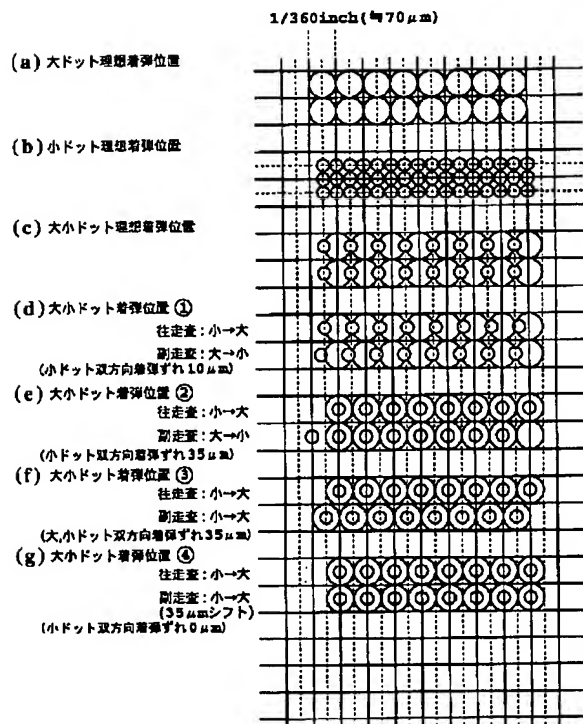 1/360inch(≒70μm)
(a) 大ドット理想着弾位置
(b) 小ドット理想着弾位置
(c) 大小ドット理想着弾位置
(d) 大小ドット着弾位置 ①
往走査:小→大
副走査:大→小
(小ドット双方向着弾ずれ10μm)
(e) 大小ドット着弾位置 ②
往走査:小→大
副走査:大→小
(小ドット双方向着弾ずれ35μm)
(f) 大小ドット着弾位置 ③
往走査:小→大
副走査:小→大
(大,小ドット双方向着弾ずれ35μm)
(g) 大小ドット着弾位置 ④
往走査:小→大
副走査:小→大
(35μmシフト)
(小ドット双方向着弾ずれ0μm)